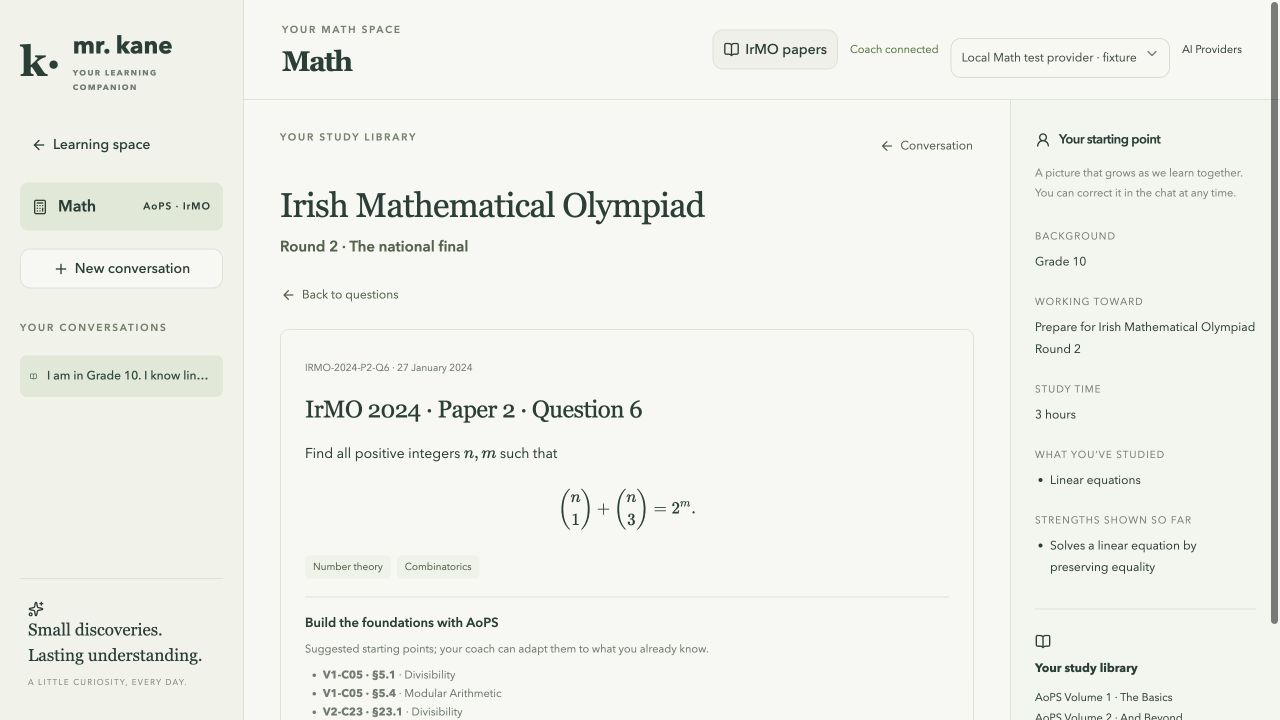 k.
mr. kane
YOUR LEARNING
COMPANION
Learning space
Math AoPS · IrMO
New conversation
YOUR CONVERSATIONS
I am in Grade 10. I know lin...
Small discoveries.
Lasting understanding.
A LITTLE CURIOSITY, EVERY DAY.
YOUR MATH SPACE
Math
IrMO papers
Coach connected
Local Math test provider · fixture
AI Providers
YOUR STUDY LIBRARY
Conversation
Irish Mathematical Olympiad
Round 2 · The national final
Back to questions
IRMO-2024-P2-Q6 · 27 January 2024
IrMO 2024 · Paper 2 · Question 6
Find all positive integers n, m such that
(n 1) + (n 3) = 2^m.
Number theory Combinatorics
Build the foundations with AoPS
Suggested starting points; your coach can adapt them to what you already know.
• V1-C05 · §5.1 · Divisibility
• V1-C05 · §5.4 · Modular Arithmetic
• V2-C23 · §23.1 · Divisibility
Your starting point
A picture that grows as we learn together.
You can correct it in the chat at any time.
BACKGROUND
Grade 10
WORKING TOWARD
Prepare for Irish Mathematical Olympiad
Round 2
STUDY TIME
3 hours
WHAT YOU'VE STUDIED
• Linear equations
STRENGTHS SHOWN SO FAR
• Solves a linear equation by
preserving equality
Your study library
AoPS Volume 1 · The Basics
AoPS Volume 2 · And Beyond